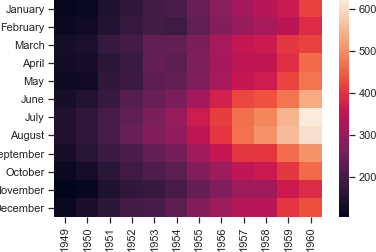 January
February
March
April
May
June
July
August
eptember
October
November
December
1949 1950 1951 1952 1953 1954 1955 1956 1957 1958 1959 1960
600
500
400
300
200